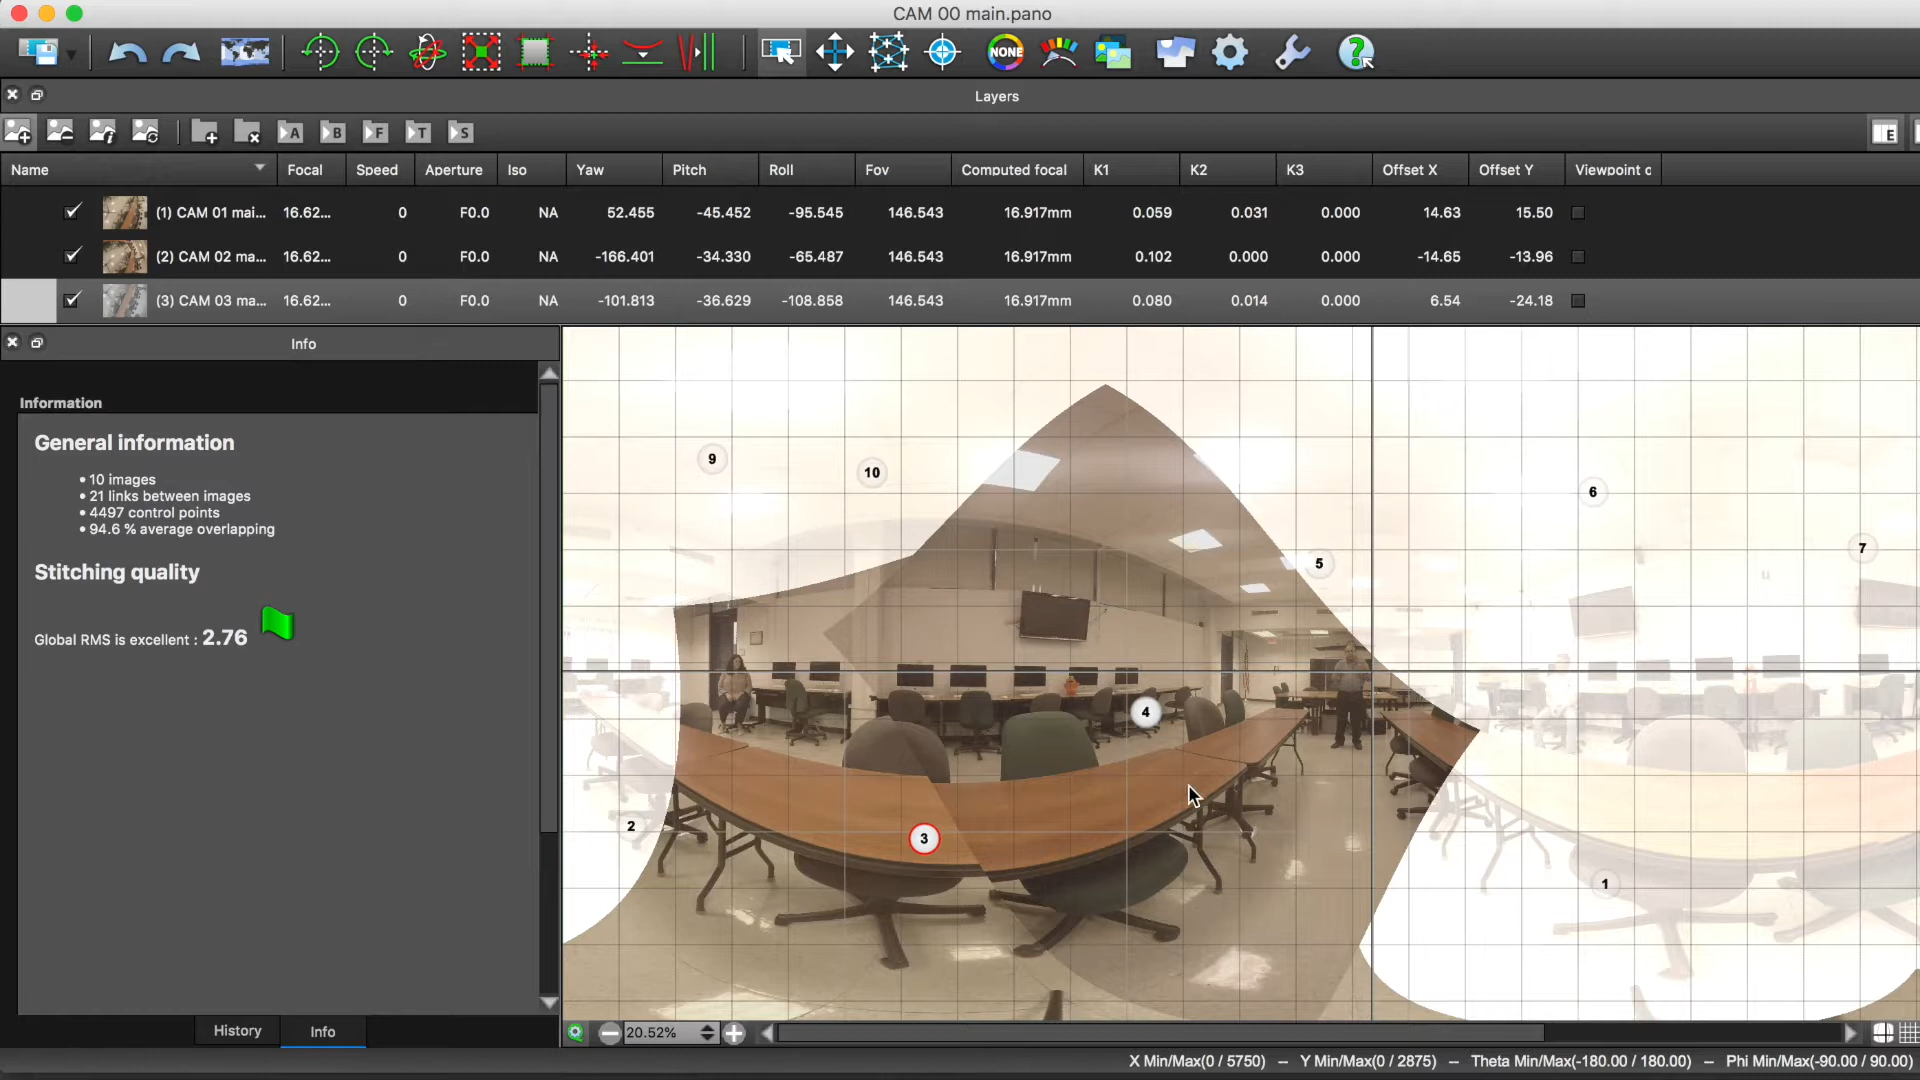 CAM 00 main.pano
NONE
Layers
A B F T S E
Name Focal Speed Aperture Iso Yaw Pitch Roll Fov Computed focal K1 K2 K3 Offset X Offset Y Viewpoint c
(1) CAM 01 mai... 16.62... 0 F0.0 NA 52.455 -45.452 -95.545 146.543 16.917mm 0.059 0.031 0.000 14.63 15.50
(2) CAM 02 ma... 16.62... 0 F0.0 NA -166.401 -34.330 -65.487 146.543 16.917mm 0.102 0.000 0.000 -14.65 -13.96
(3) CAM 03 ma... 16.62... 0 F0.0 NA -101.813 -36.629 -108.858 146.543 16.917mm 0.080 0.014 0.000 6.54 -24.18
Info
Information
General information
• 10 images
• 21 links between images
• 4497 control points
• 94.6 % average overlapping
Stitching quality
Global RMS is excellent : 2.76
9
10
6
7
5
4
2
3
1
History Info
20.52%
X Min/Max(0 / 5750) -- Y Min/Max(0 / 2875) -- Theta Min/Max(-180.00 / 180.00) -- Phi Min/Max(-90.00 / 90.00)